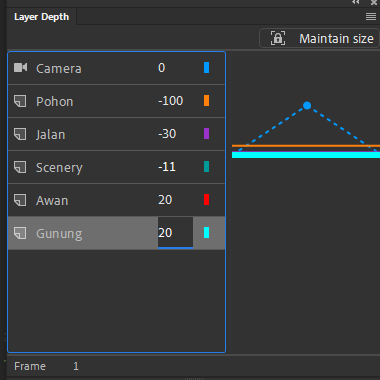 Layer Depth
Maintain size
Camera 0
Pohon -100
Jalan -30
Scenery -11
Awan 20
Gunung 20
Frame 1